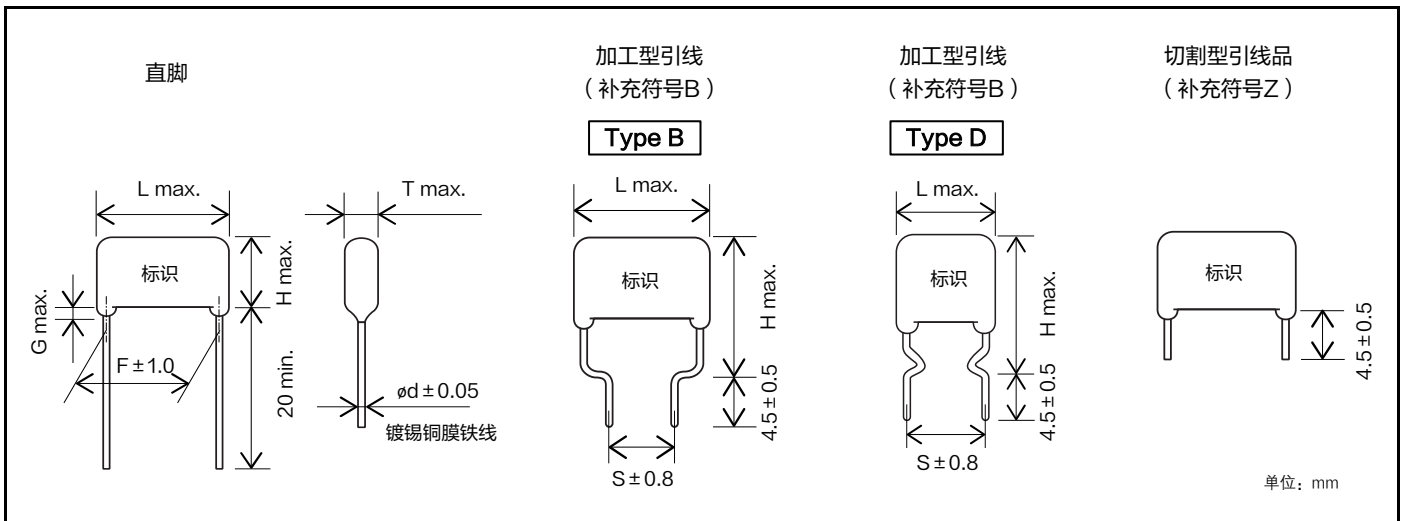 直脚
L max.
T max.
H max.
标识
G max.
F±1.0
20 min.
ød±0.05
镀锡铜膜铁线
加工型引线
（补充符号B）
Type B
L max.
标识
H max.
4.5±0.5
S±0.8
加工型引线
（补充符号B）
Type D
L max.
标识
H max.
4.5±0.5
S±0.8
切割型引线品
（补充符号Z）
标识
4.5±0.5
单位：mm